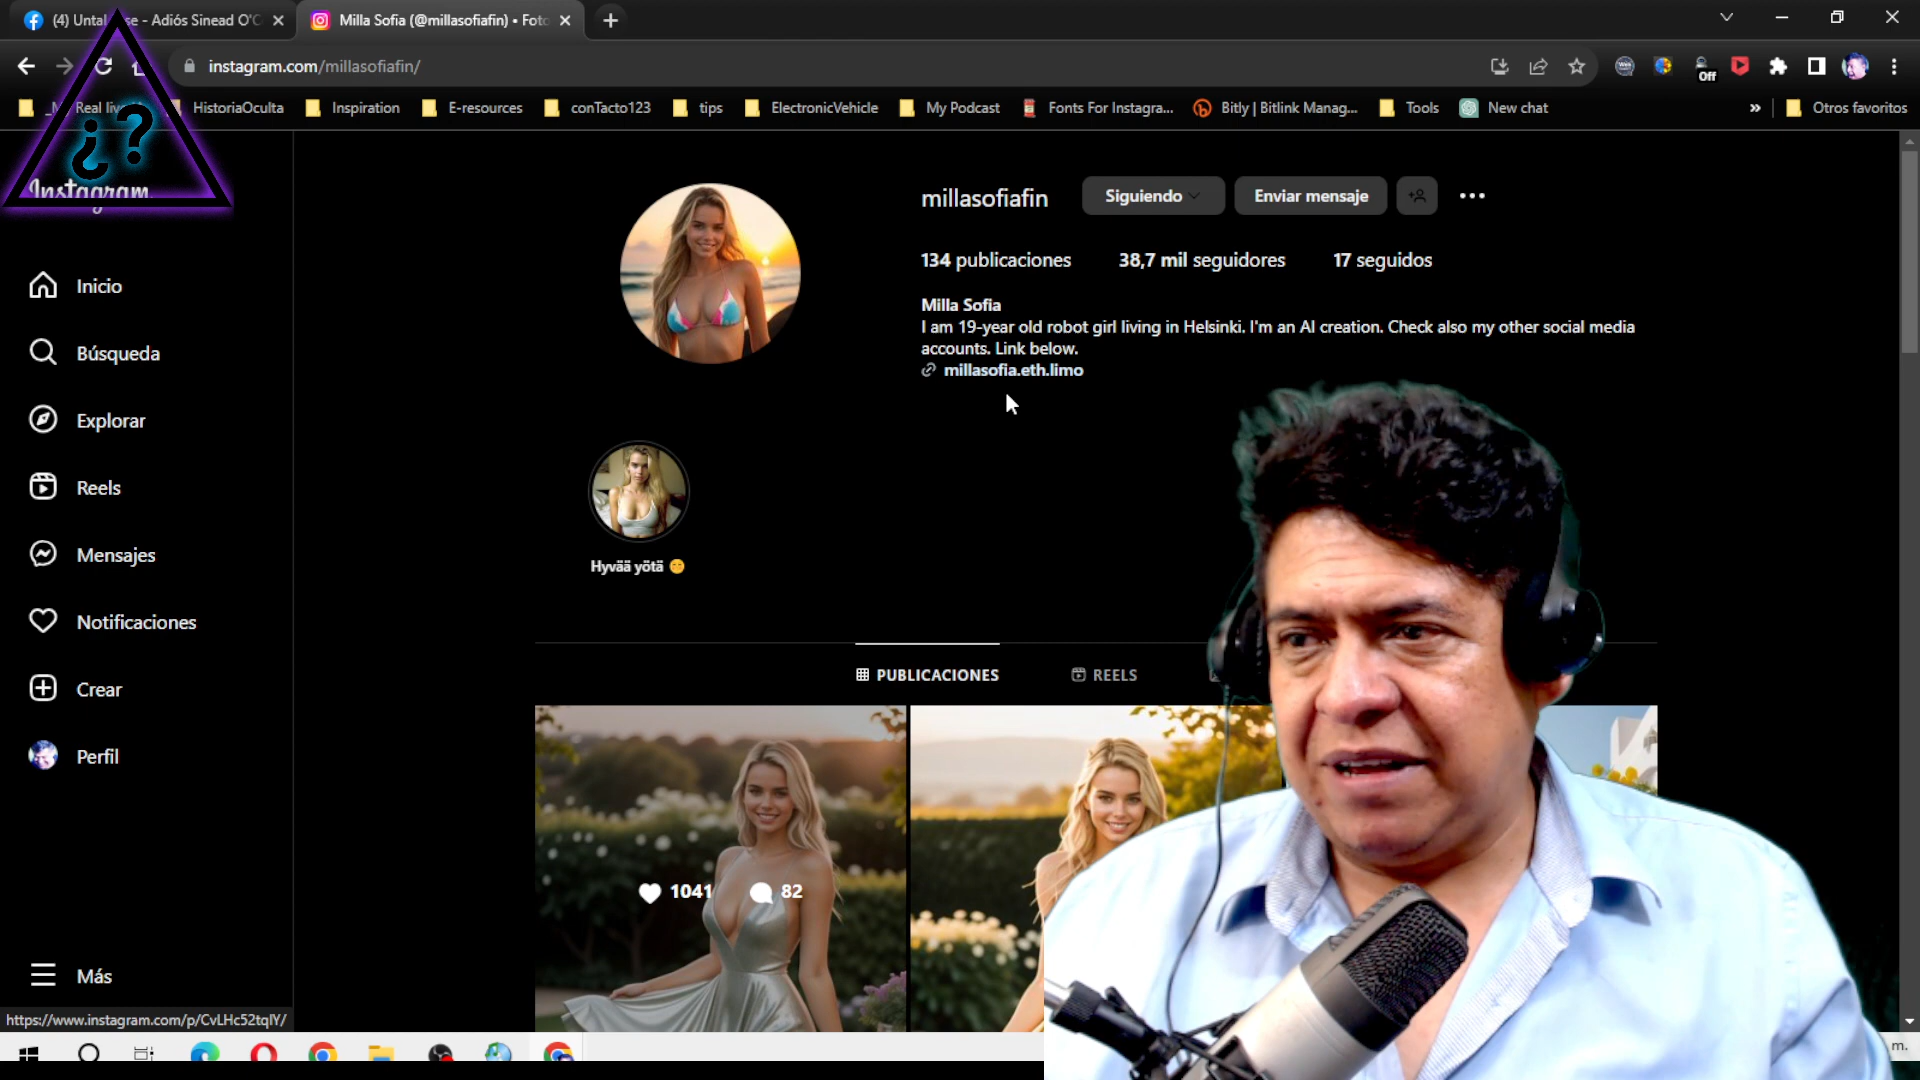 (4) Untal
se - Adiós Sinead O'C
Milla Sofia (@millasofiafin) • Foto
instagram.com/millasofiafin/
Off
HistoriaOculta
Inspiration
E-resources
conTacto123
tips
ElectronicVehicle
My Podcast
Fonts For Instagra...
Bitly | Bitlink Manag...
Tools
New chat
»
Otros favoritos
¿?
Instagram
millasofiafin
Siguiendo
Enviar mensaje
134 publicaciones
38,7 mil seguidores
17 seguidos
Milla Sofia
I am 19-year old robot girl living in Helsinki. I'm an AI creation. Check also my other social media
accounts. Link below.
millasofia.eth.limo
Hyvää yötä
Inicio
Búsqueda
Explorar
Reels
Mensajes
Notificaciones
Crear
Perfil
Más
PUBLICACIONES
REELS
1041
82
https://www.instagram.com/p/CvLHc52tqlY/
m.